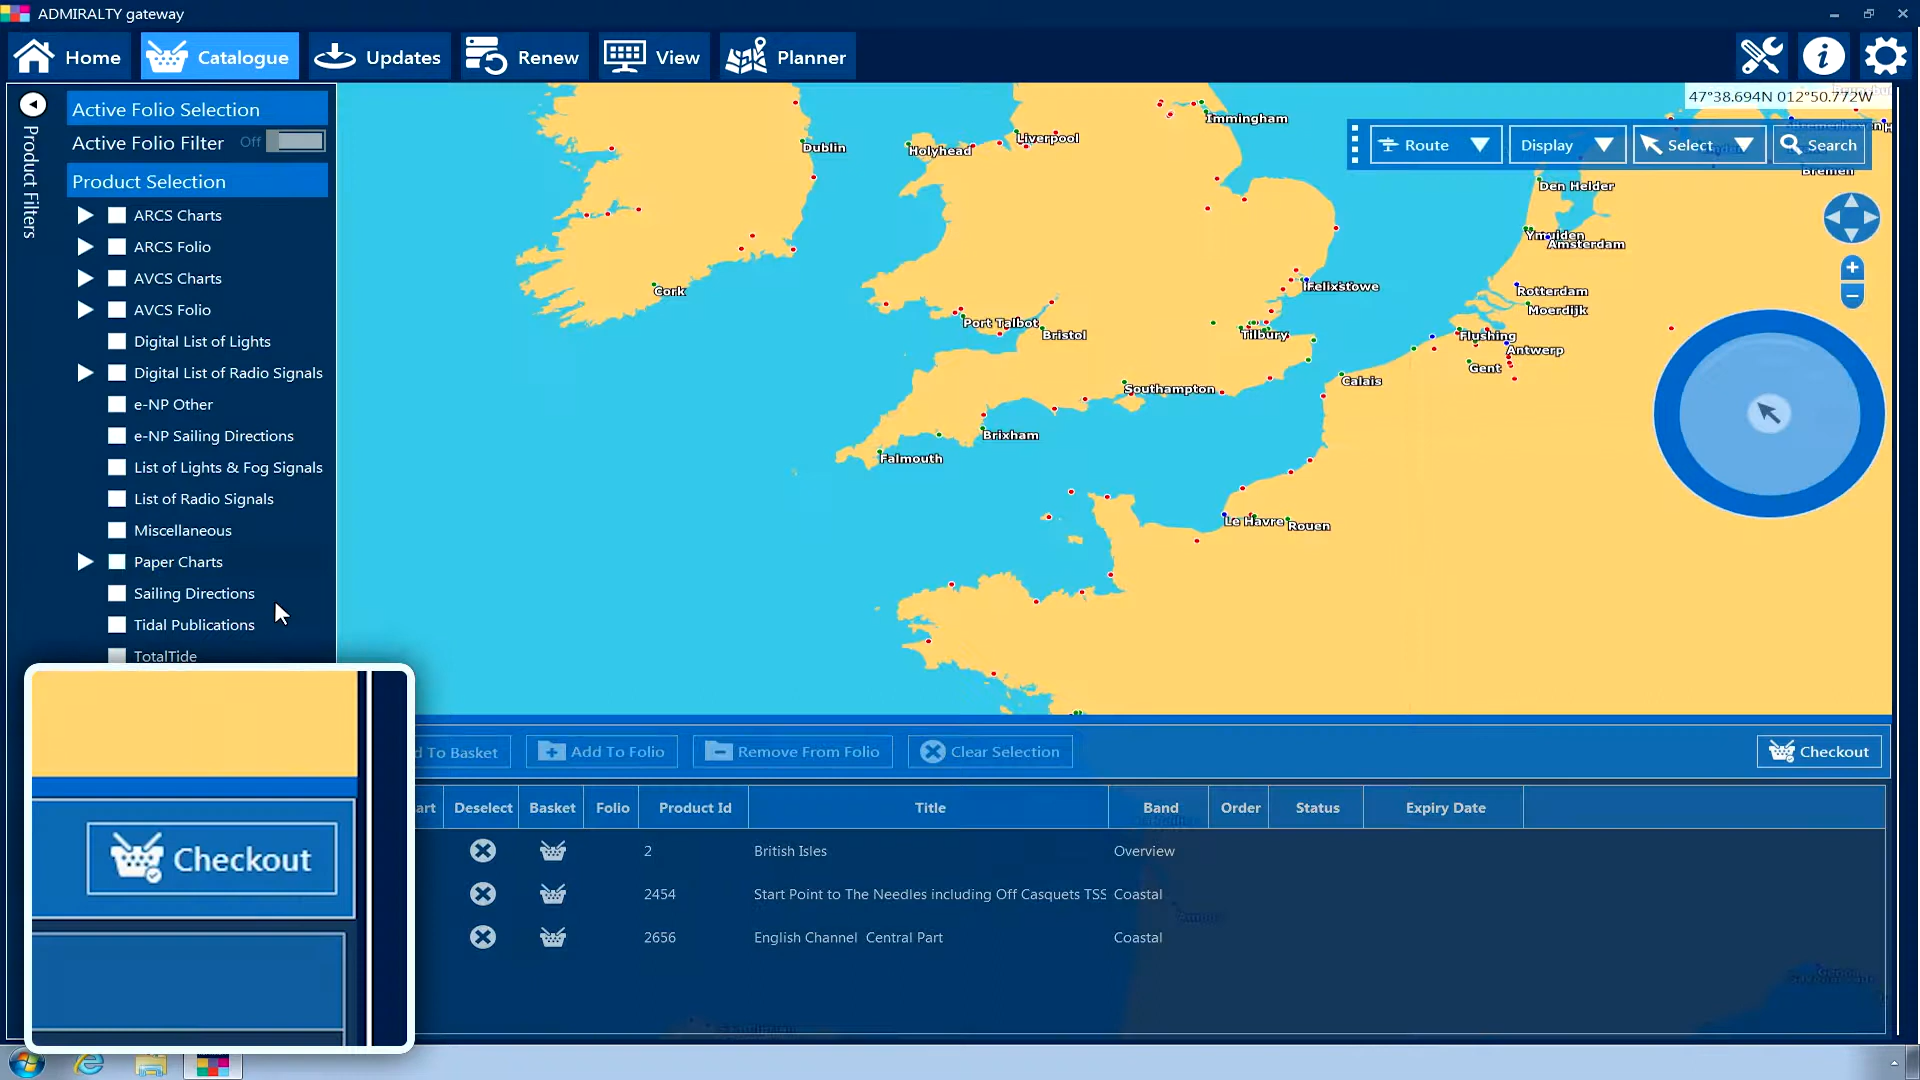 ADMIRALTY gateway
Home
Catalogue
Updates
Renew
View
Planner
Product Filters
Active Folio Selection
Active Folio Filter Off
Product Selection
ARCS Charts
ARCS Folio
AVCS Charts
AVCS Folio
Digital List of Lights
Digital List of Radio Signals
e-NP Other
e-NP Sailing Directions
List of Lights & Fog Signals
List of Radio Signals
Miscellaneous
Paper Charts
Sailing Directions
Tidal Publications
TotalTide
47°38.694N 012°50.772W
Route
Display
Select
Search
Immingham
Liverpool
Dublin
Holyhead
Bremen
Den Helder
Ymuiden
Amsterdam
Cork
Felixstowe
Rotterdam
Moerdijk
Port Talbot
Bristol
Tilbury
Flushing
Antwerp
Gent
Calais
Southampton
Brixham
Falmouth
Le Havre
Rouen
d To Basket
Add To Folio
Remove From Folio
Clear Selection
Checkout
art Deselect Basket Folio Product Id Title Band Order Status Expiry Date
2 British Isles Overview
2454 Start Point to The Needles including Off Casquets TSS Coastal
2656 English Channel Central Part Coastal
Checkout